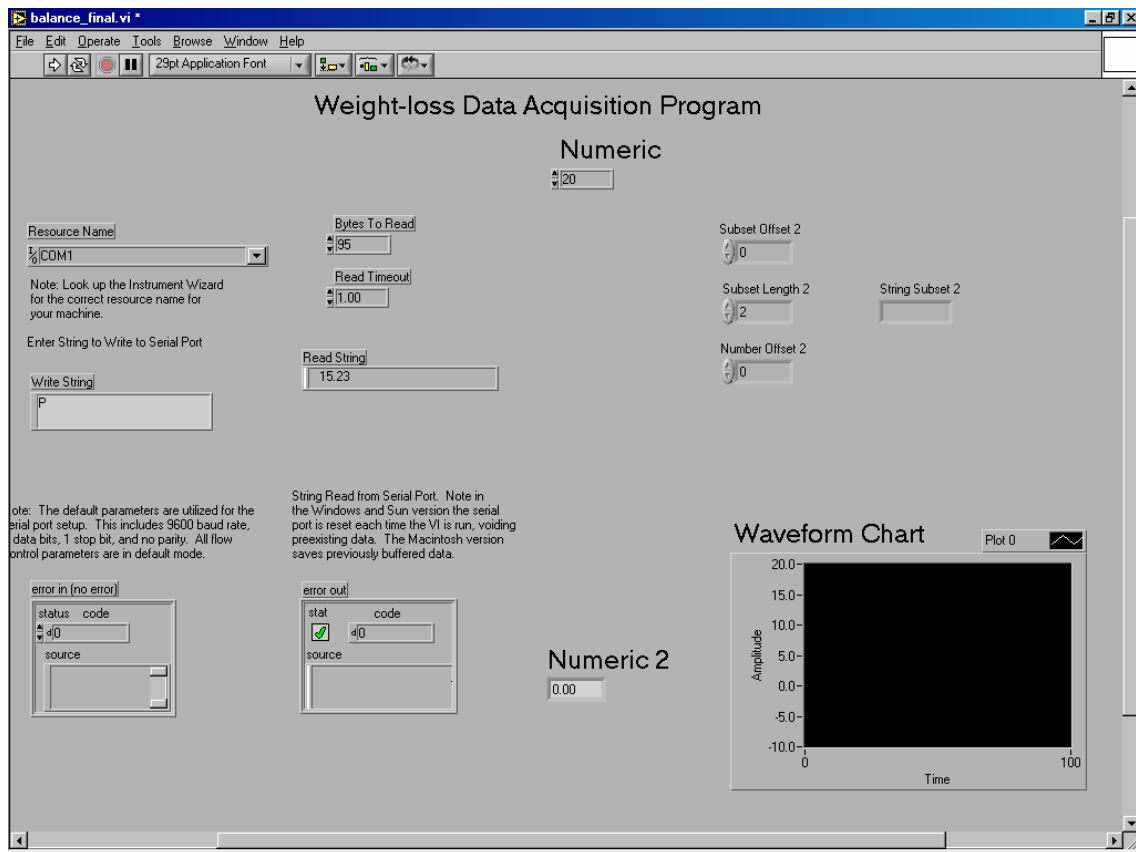 balance_final.vi *
File Edit Operate Tools Browse Window Help
29pt Application Font
Weight-loss Data Acquisition Program
Numeric
20
Resource Name
COM1
Note: Look up the Instrument Wizard
for the correct resource name for
your machine.
Enter String to Write to Serial Port
Write String
P
Bytes To Read
95
Read Timeout
1.00
Read String
15.23
Subset Offset 2
0
Subset Length 2
2
String Subset 2
Number Offset 2
0
ote: The default parameters are utilized for the
erial port setup. This includes 9600 baud rate,
data bits, 1 stop bit, and no parity. All flow
ontrol parameters are in default mode.
String Read from Serial Port. Note in
the Windows and Sun version the serial
port is reset each time the VI is run, voiding
preexisting data. The Macintosh version
saves previously buffered data.
error in (no error)
status code
d0
source
error out
stat code
d0
source
Numeric 2
0.00
Waveform Chart
Plot 0
20.0
15.0
10.0
5.0
0.0
-5.0
-10.0
Amplitude
0 100
Time